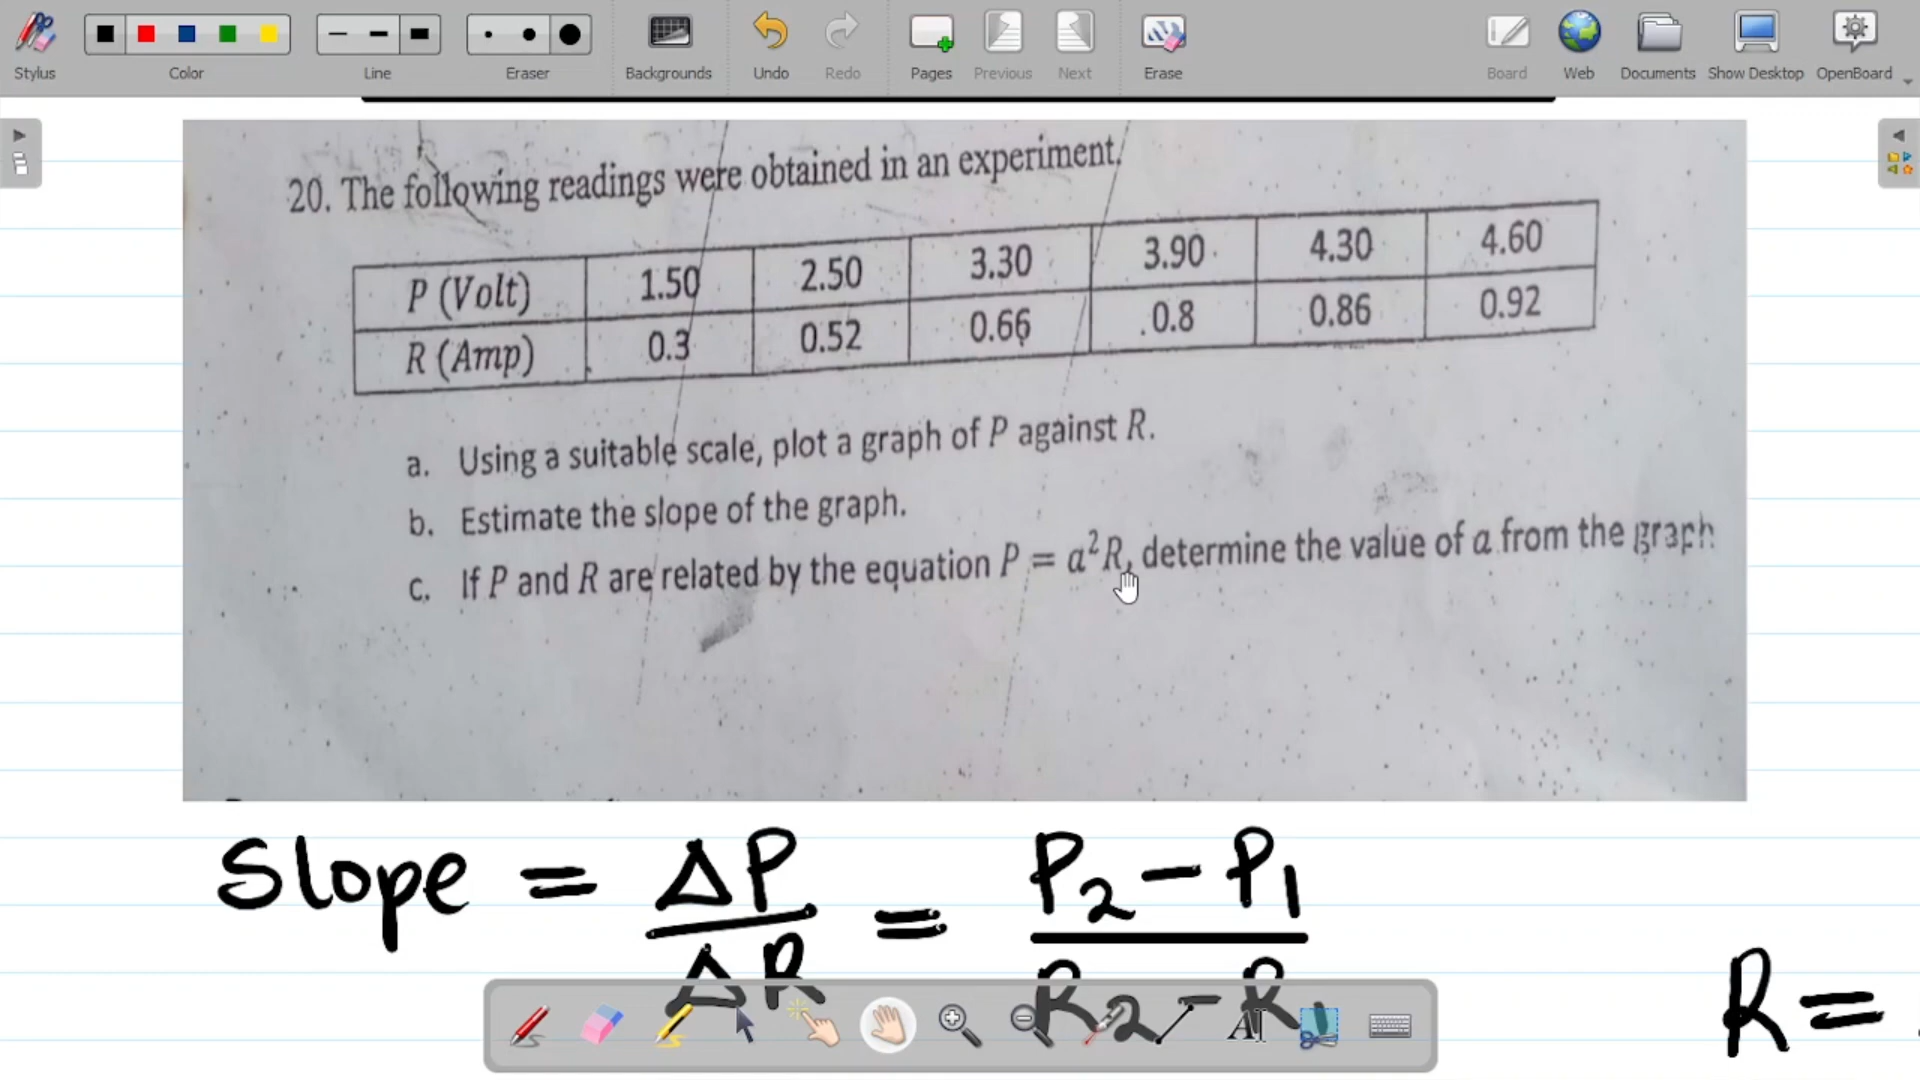 Stylus Color Line Eraser Backgrounds Undo Redo Pages Previous Next Erase Board Web Documents Show Desktop OpenBoard
20. The following readings were obtained in an experiment.
P (Volt) 1.50 2.50 3.30 3.90 4.30 4.60
R (Amp) 0.3 0.52 0.66 0.8 0.86 0.92
a. Using a suitable scale, plot a graph of P against R.
b. Estimate the slope of the graph.
c. If P and R are related by the equation P = a²R, determine the value of a from the graph
Slope = ΔP = P₂ - P₁
ΔR R₂ - R₁
R =